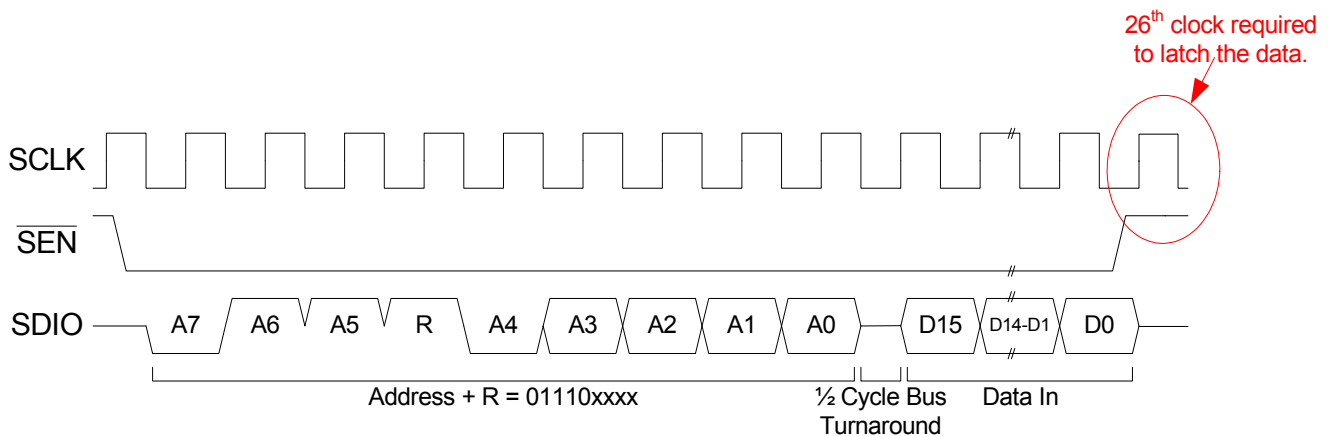 26th clock required
to latch the data.
SCLK
SEN
SDIO
A7 A6 A5 R A4 A3 A2 A1 A0 D15 D14-D1 D0
Address + R = 01110xxxx
½ Cycle Bus
Turnaround
Data In